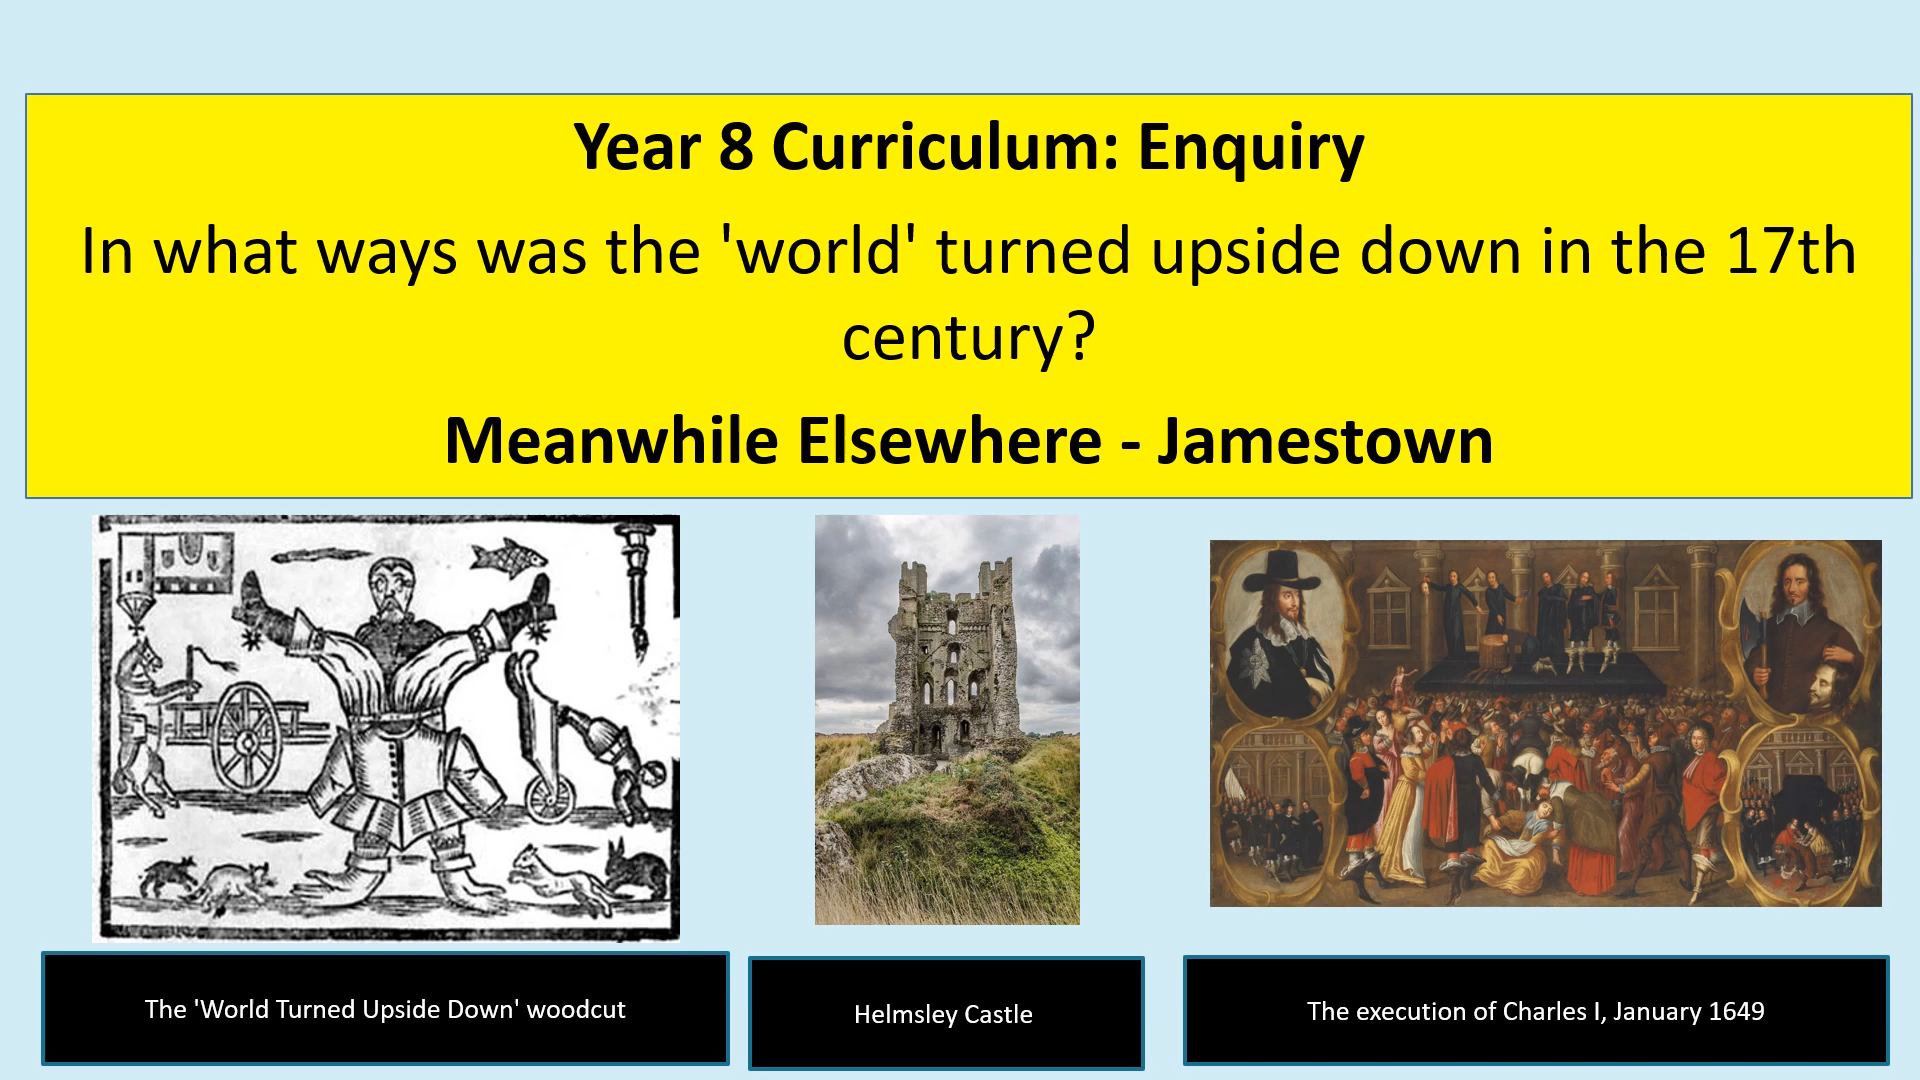 Year 8 Curriculum: Enquiry
In what ways was the 'world' turned upside down in the 17th
century?
Meanwhile Elsewhere - Jamestown
The 'World Turned Upside Down' woodcut
Helmsley Castle
The execution of Charles I, January 1649